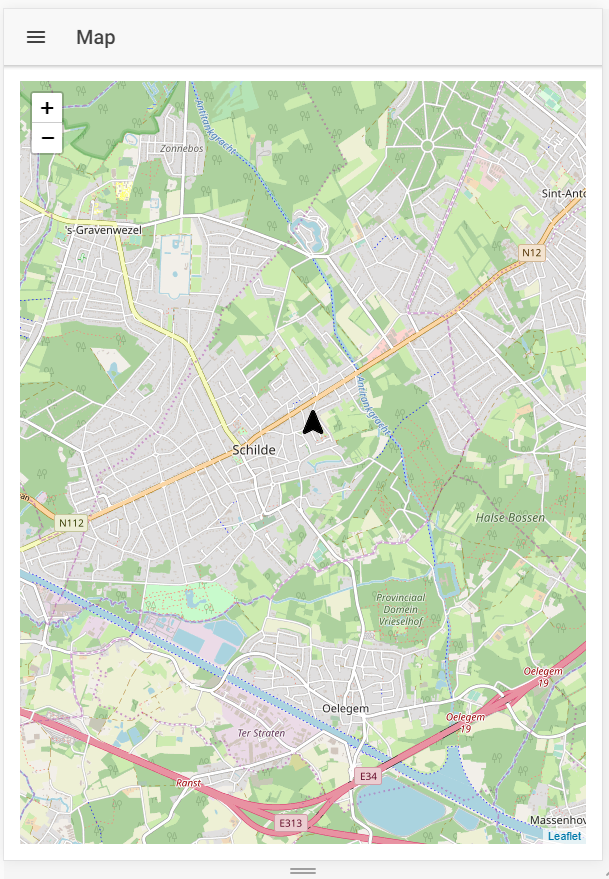 Map
+
Antitankgracht
Zonnebos
−
Sint-Anto
's-Gravenwezel
N12
Antitankgracht
Schilde
N112
Halse Bossen
Provinciaal
Domein
Vrieselhof
Oelegem
19
Oelegem
Oelegem
19
Ter Straten
E34
Ranst
E313
Massenhov
Leaflet